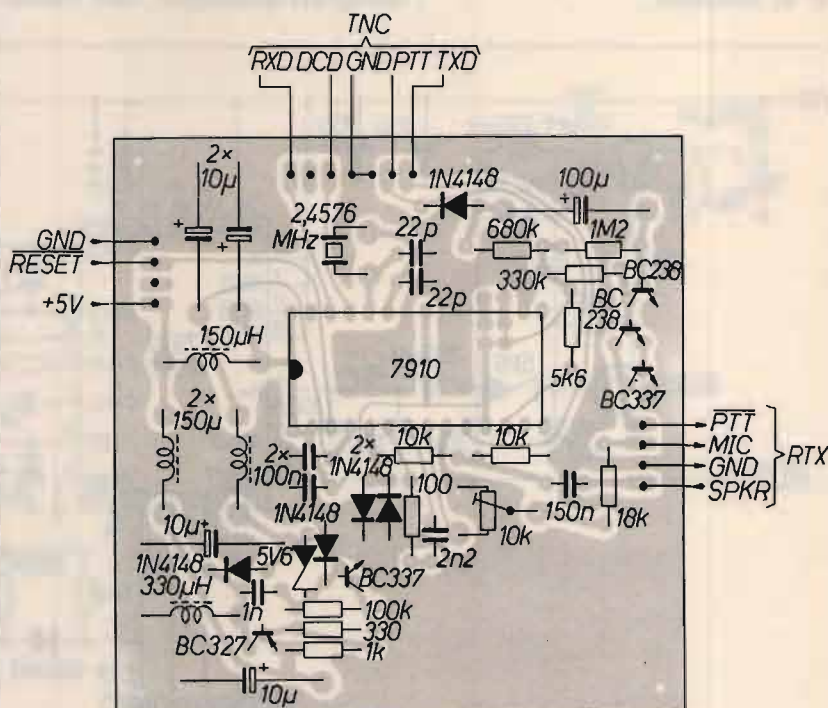 TNC
RXD DCD GND PTT TXD
2×
10µ
+
+
2,4576
MHz
22p
22p
1N4148
100µ
+
680k
1M2
330k
BC238
BC
238
5k6
BC337
GND
RESET
+5V
150µH
7910
2×
150µ
2×
100n
2×
1N4148
10k
10k
100
2n2
10k
150n
18k
PTT
MIC
GND
SPKR
RTX
1N4148
10µ
+
1N4148
5V6
330µH
1n
BC337
100k
330
1k
BC327
+
10µ